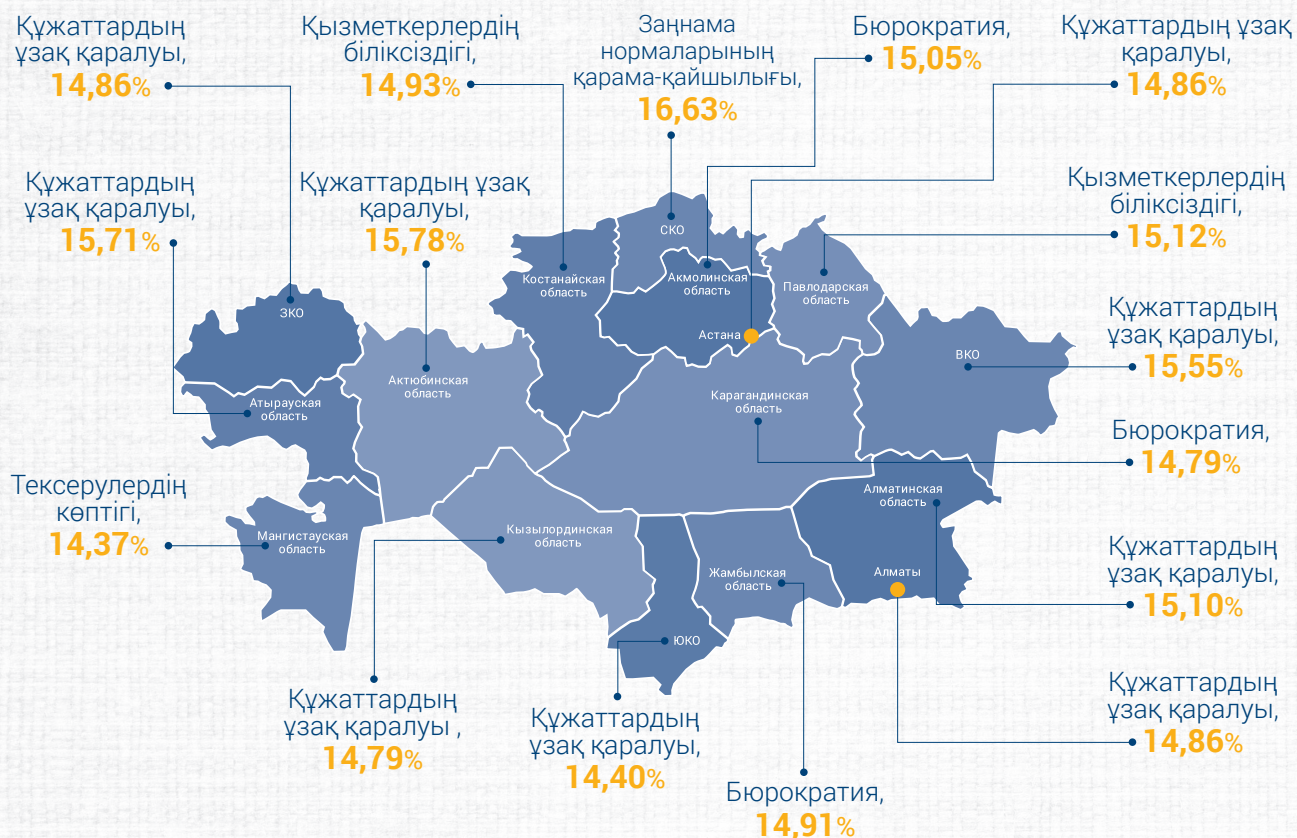 Құжаттардың
ұзақ қаралуы,
14,86%
Қызметкерлердің
біліксіздігі,
14,93%
Заңнама
нормаларының
қарама-қайшылығы,
16,63%
Бюрократия,
15,05%
Құжаттардың ұзақ
қаралуы,
14,86%
Құжаттардың
ұзақ қаралуы,
15,71%
Құжаттардың ұзақ
қаралуы,
15,78%
Қызметкерлердің
біліксіздігі,
15,12%
СКО
Костанайская
область
Акмолинская
область
Павлодарская
область
ЗКО
Астана
ВКО
Құжаттардың
ұзақ қаралуы,
15,55%
Актюбинская
область
Атырауская
область
Карагандинская
область
Бюрократия,
14,79%
Тексерулердің
көптігі,
14,37%
Мангистауская
область
Кызылординская
область
Алматинская
область
Жамбылская
область
Алматы
ЮКО
Құжаттардың
ұзақ қаралуы,
15,10%
Құжаттардың
ұзақ қаралуы ,
14,79%
Құжаттардың
ұзақ қаралуы,
14,40%
Бюрократия,
14,91%
Құжаттардың
ұзақ қаралуы,
14,86%